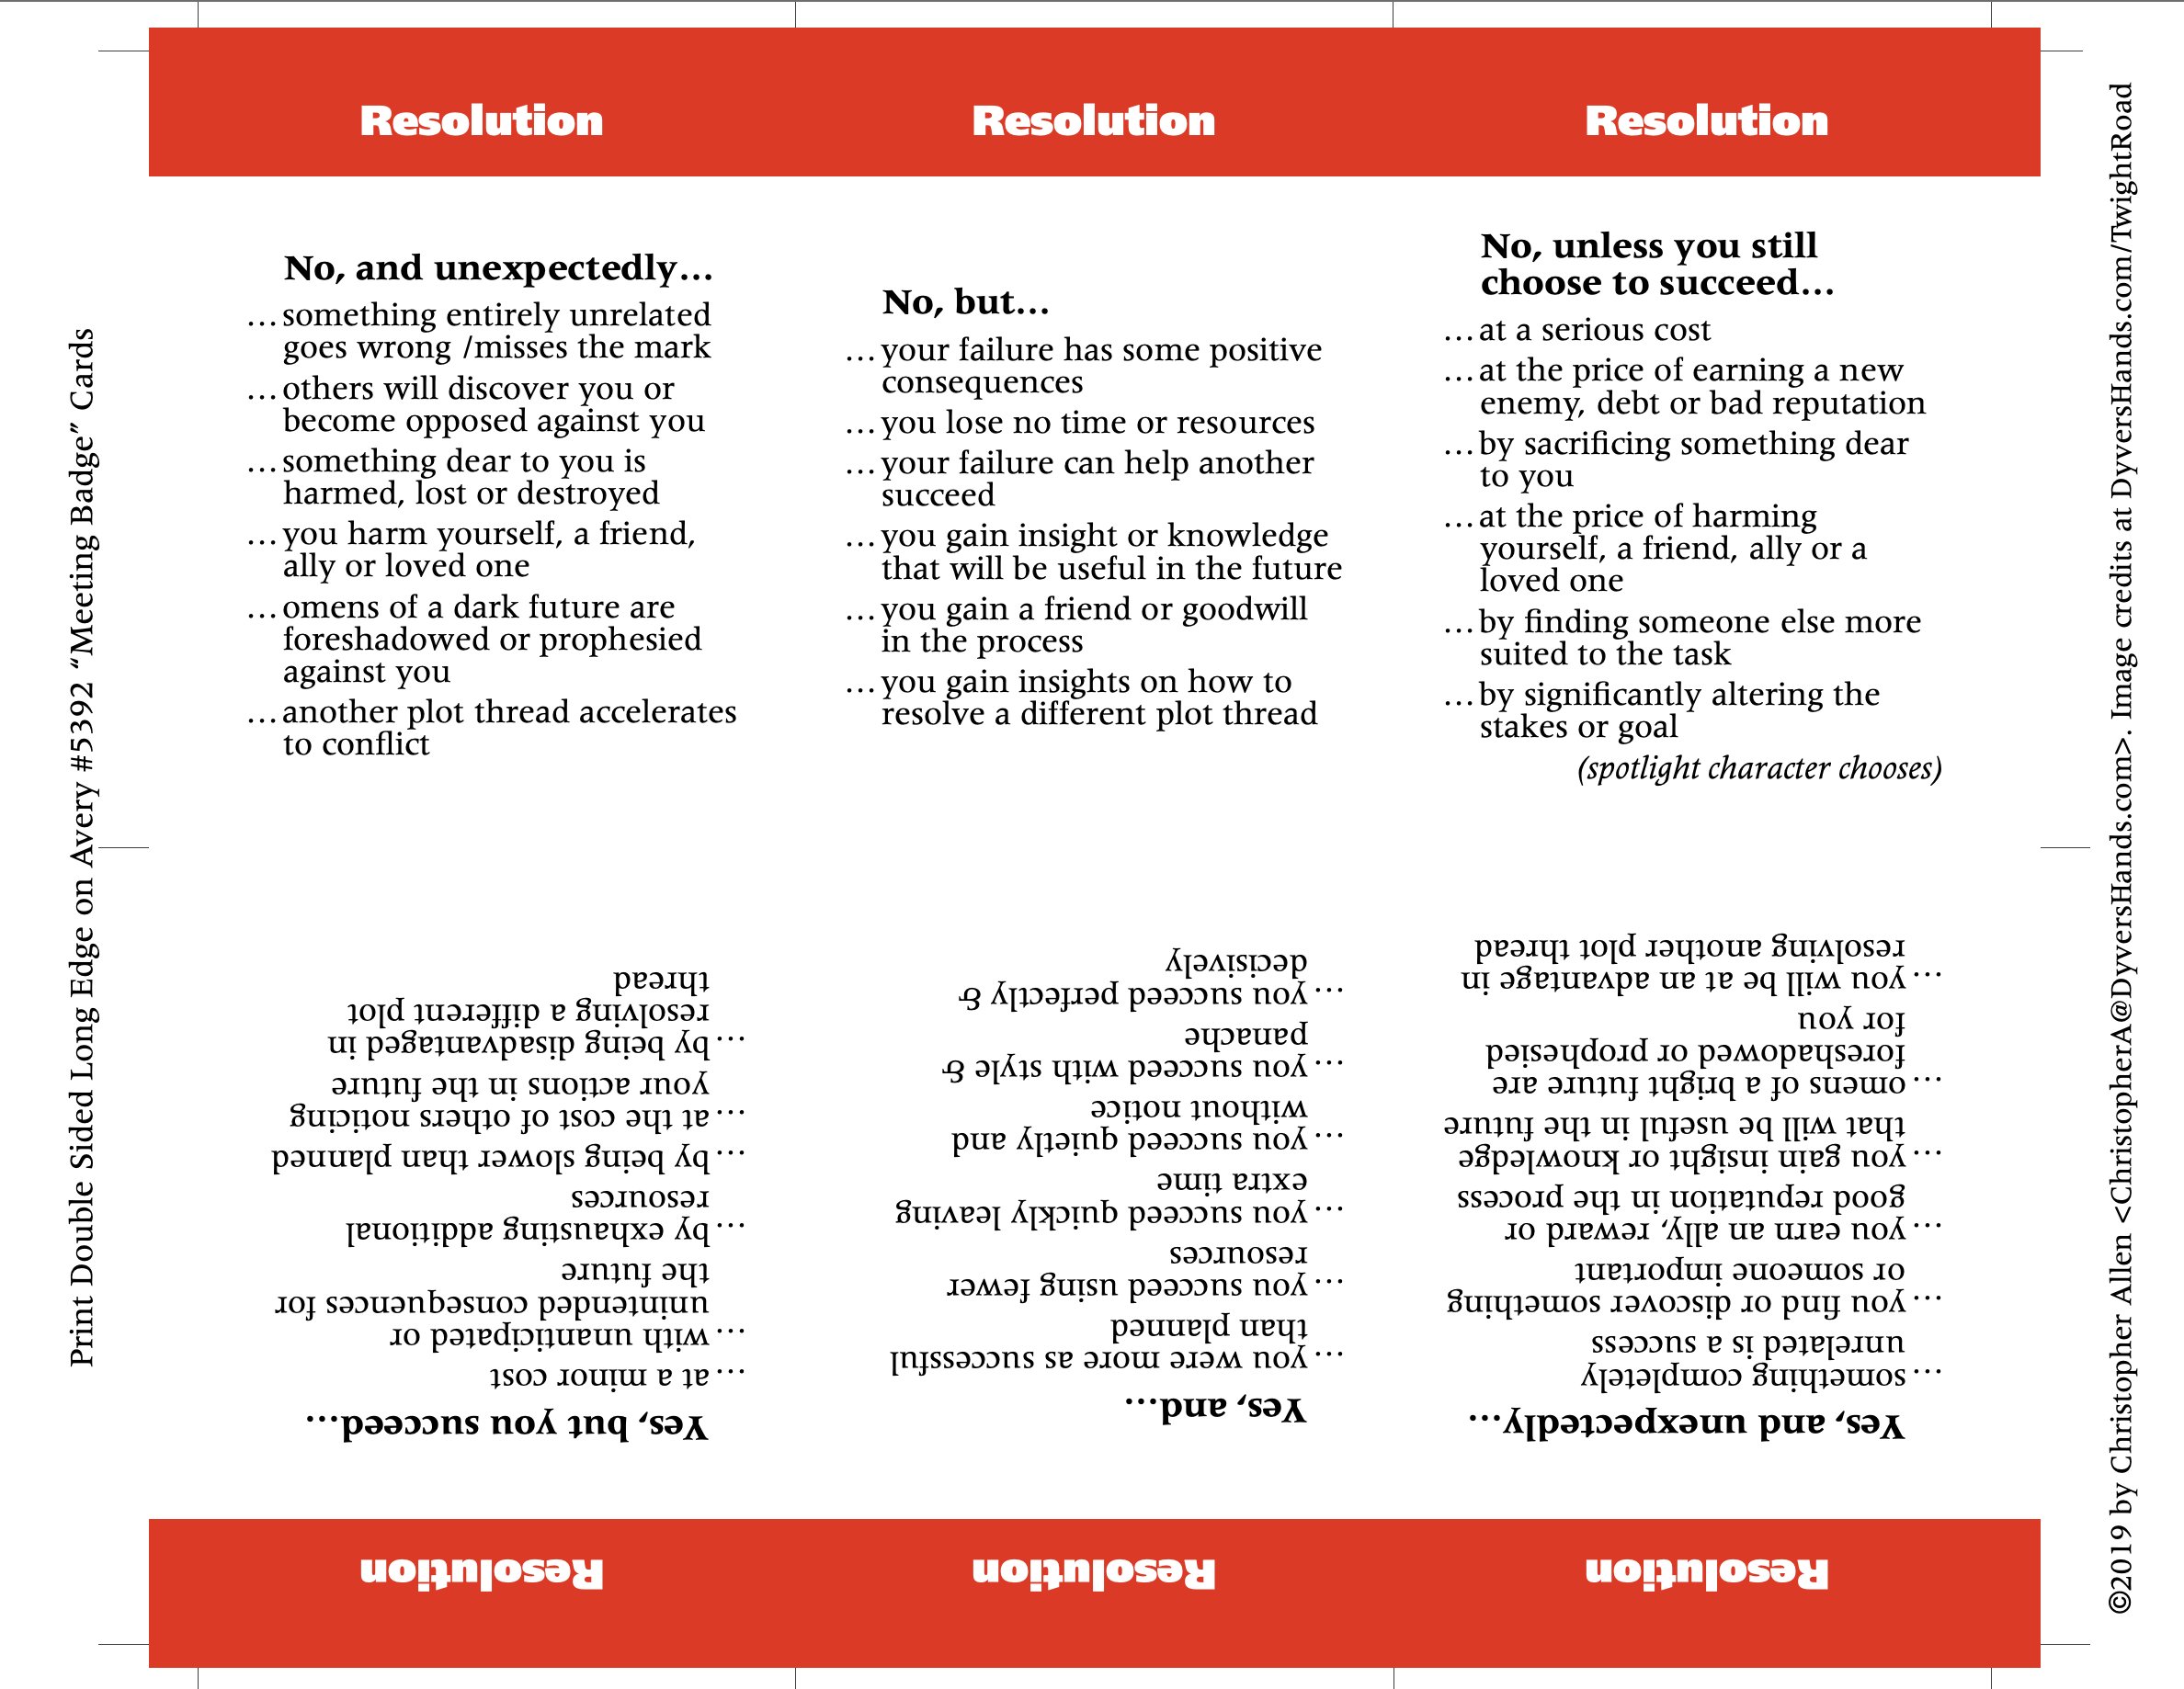 Resolution
Resolution
Resolution
No, and unexpectedly…
…something entirely unrelated
goes wrong /misses the mark
…others will discover you or
become opposed against you
…something dear to you is
harmed, lost or destroyed
…you harm yourself, a friend,
ally or loved one
…omens of a dark future are
foreshadowed or prophesied
against you
…another plot thread accelerates
to conflict
No, but…
…your failure has some positive
consequences
…you lose no time or resources
…your failure can help another
succeed
…you gain insight or knowledge
that will be useful in the future
…you gain a friend or goodwill
in the process
…you gain insights on how to
resolve a different plot thread
No, unless you still
choose to succeed…
…at a serious cost
…at the price of earning a new
enemy, debt or bad reputation
…by sacrificing something dear
to you
…at the price of harming
yourself, a friend, ally or a
loved one
…by finding someone else more
suited to the task
…by significantly altering the
stakes or goal
(spotlight character chooses)
Resolution
Resolution
Resolution
Yes, and unexpectedly…
…something completely
unrelated is a success
…you find or discover something
or someone important
…you earn an ally, reward or
good reputation in the process
…you gain insight or knowledge
that will be useful in the future
…omens of a bright future are
foreshadowed or prophesied
for you
…you will be at an advantage in
resolving another plot thread
Yes, and…
…you were more as successful
than planned
…you succeed using fewer
resources
…you succeed quickly leaving
extra time
…you succeed quietly and
without notice
…you succeed with style &
panache
…you succeed perfectly &
decisively
Yes, but you succeed…
…at a minor cost
…with unanticipated or
unintended consequences for
the future
…by exhausting additional
resources
…by being slower than planned
…at the cost of others noticing
your actions in the future
…by being disadvantaged in
resolving a different plot
thread
Print Double Sided Long Edge on Avery #5392 “Meeting Badge” Cards
©2019 by Christopher Allen <ChristopherA@DyversHands.com>. Image credits at DyversHands.com/TwightRoad